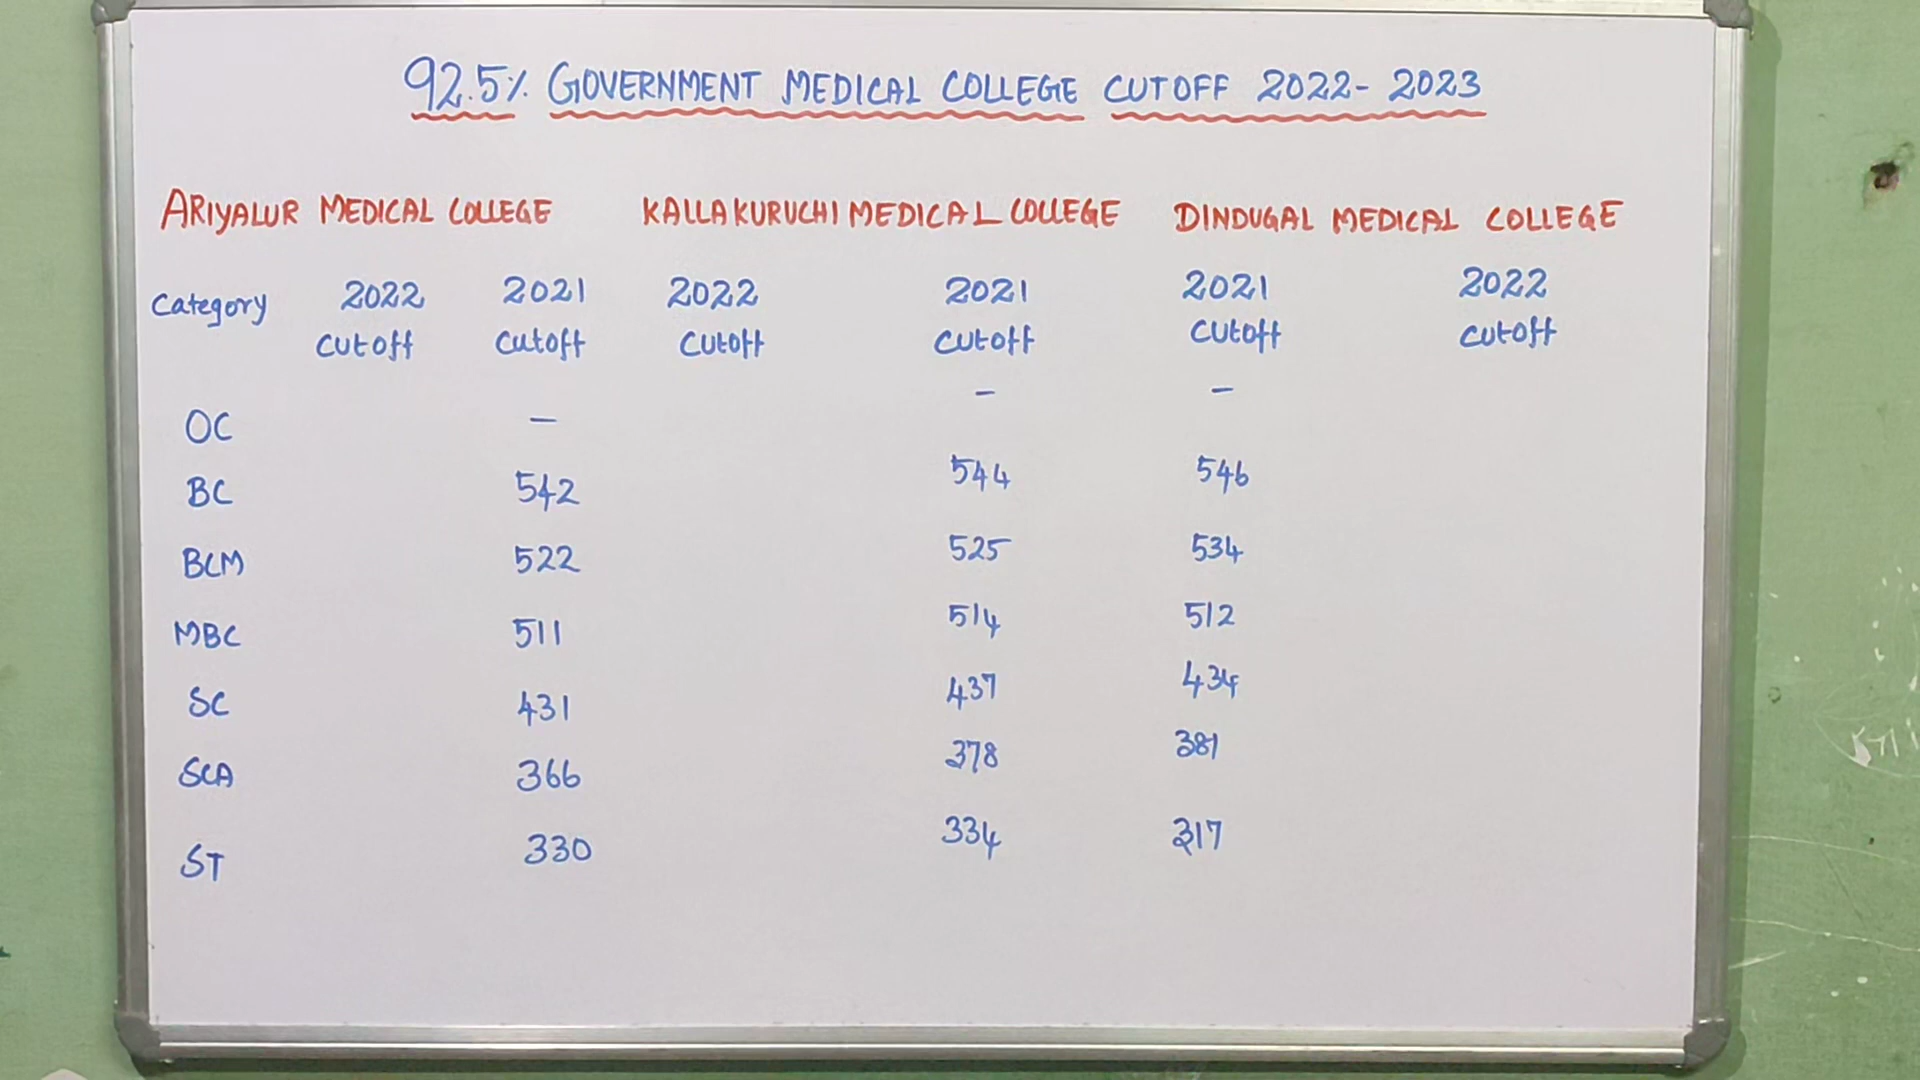 92.5% GOVERNMENT MEDICAL COLLEGE CUTOFF 2022-2023
ARIYALUR MEDICAL COLLEGE KALLAKURUCHI MEDICAL COLLEGE DINDUGAL MEDICAL COLLEGE
Category 2022 2021 2022 2021 2021 2022
cutoff cutoff cutoff cutoff cutoff cutoff
OC - - -
BC 542 544 546
BCM 522 525 534
MBC 511 514 512
SC 431 437 434
SCA 366 378 381
ST 330 334 317